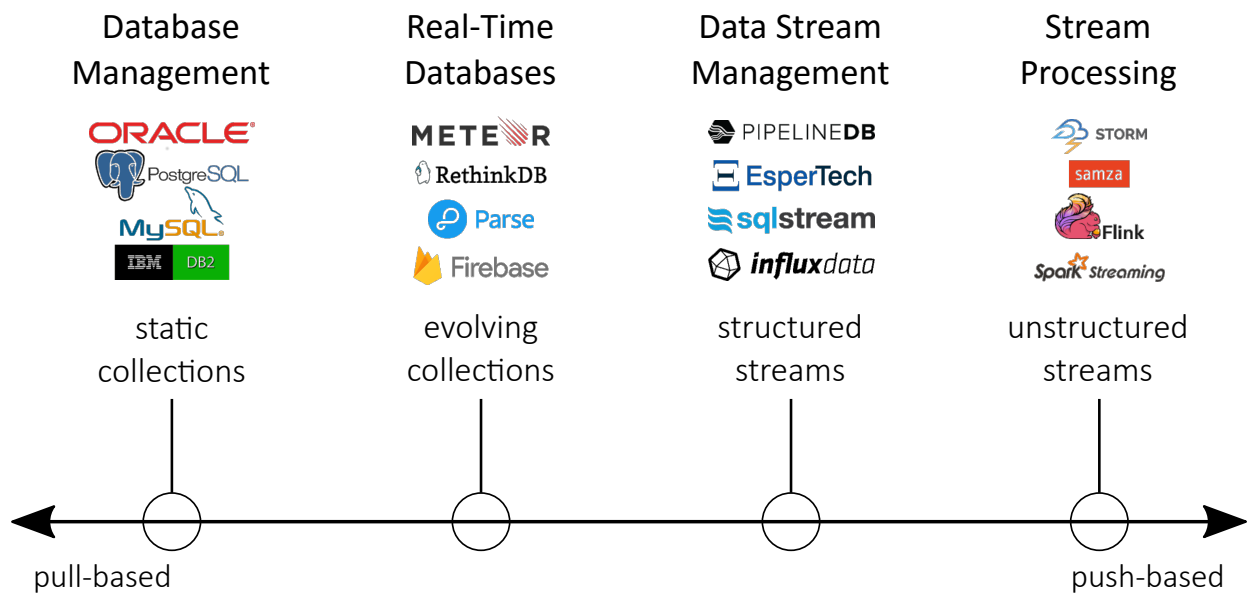 Database
Management
Real-Time
Databases
Data Stream
Management
Stream
Processing
ORACLE®
PostgreSQL
MySQL®
IBM DB2
METEOR
RethinkDB
Parse
Firebase
PIPELINEDB
EsperTech
sqlstream
influxdata
STORM
samza
Flink
Spark Streaming
static
collections
evolving
collections
structured
streams
unstructured
streams
pull-based
push-based